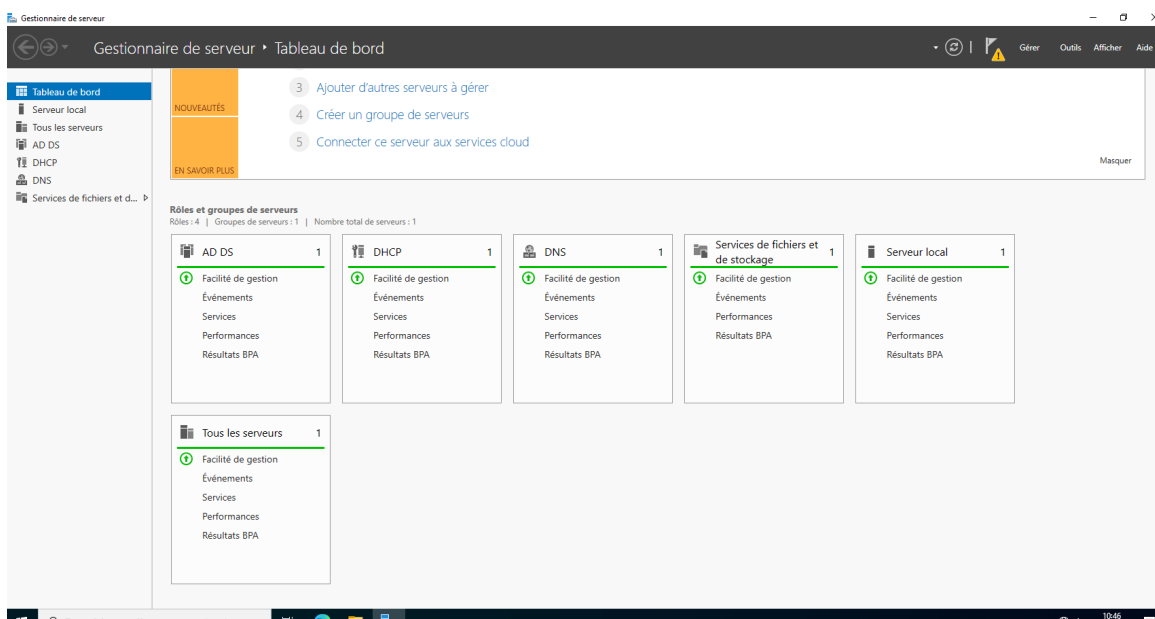 Gestionnaire de serveur
Gestionnaire de serveur ‣ Tableau de bord
Gérer Outils Afficher Aide
Tableau de bord
Serveur local
Tous les serveurs
AD DS
DHCP
DNS
Services de fichiers et d...
NOUVEAUTÉS
EN SAVOIR PLUS
3 Ajouter d'autres serveurs à gérer
4 Créer un groupe de serveurs
5 Connecter ce serveur aux services cloud
Masquer
Rôles et groupes de serveurs
Rôles : 4 | Groupes de serveurs : 1 | Nombre total de serveurs : 1
AD DS 1
Facilité de gestion
Événements
Services
Performances
Résultats BPA
DHCP 1
Facilité de gestion
Événements
Services
Performances
Résultats BPA
DNS 1
Facilité de gestion
Événements
Services
Performances
Résultats BPA
Services de fichiers et
de stockage 1
Facilité de gestion
Événements
Performances
Résultats BPA
Serveur local 1
Facilité de gestion
Événements
Services
Performances
Résultats BPA
Tous les serveurs 1
Facilité de gestion
Événements
Services
Performances
Résultats BPA
10:46